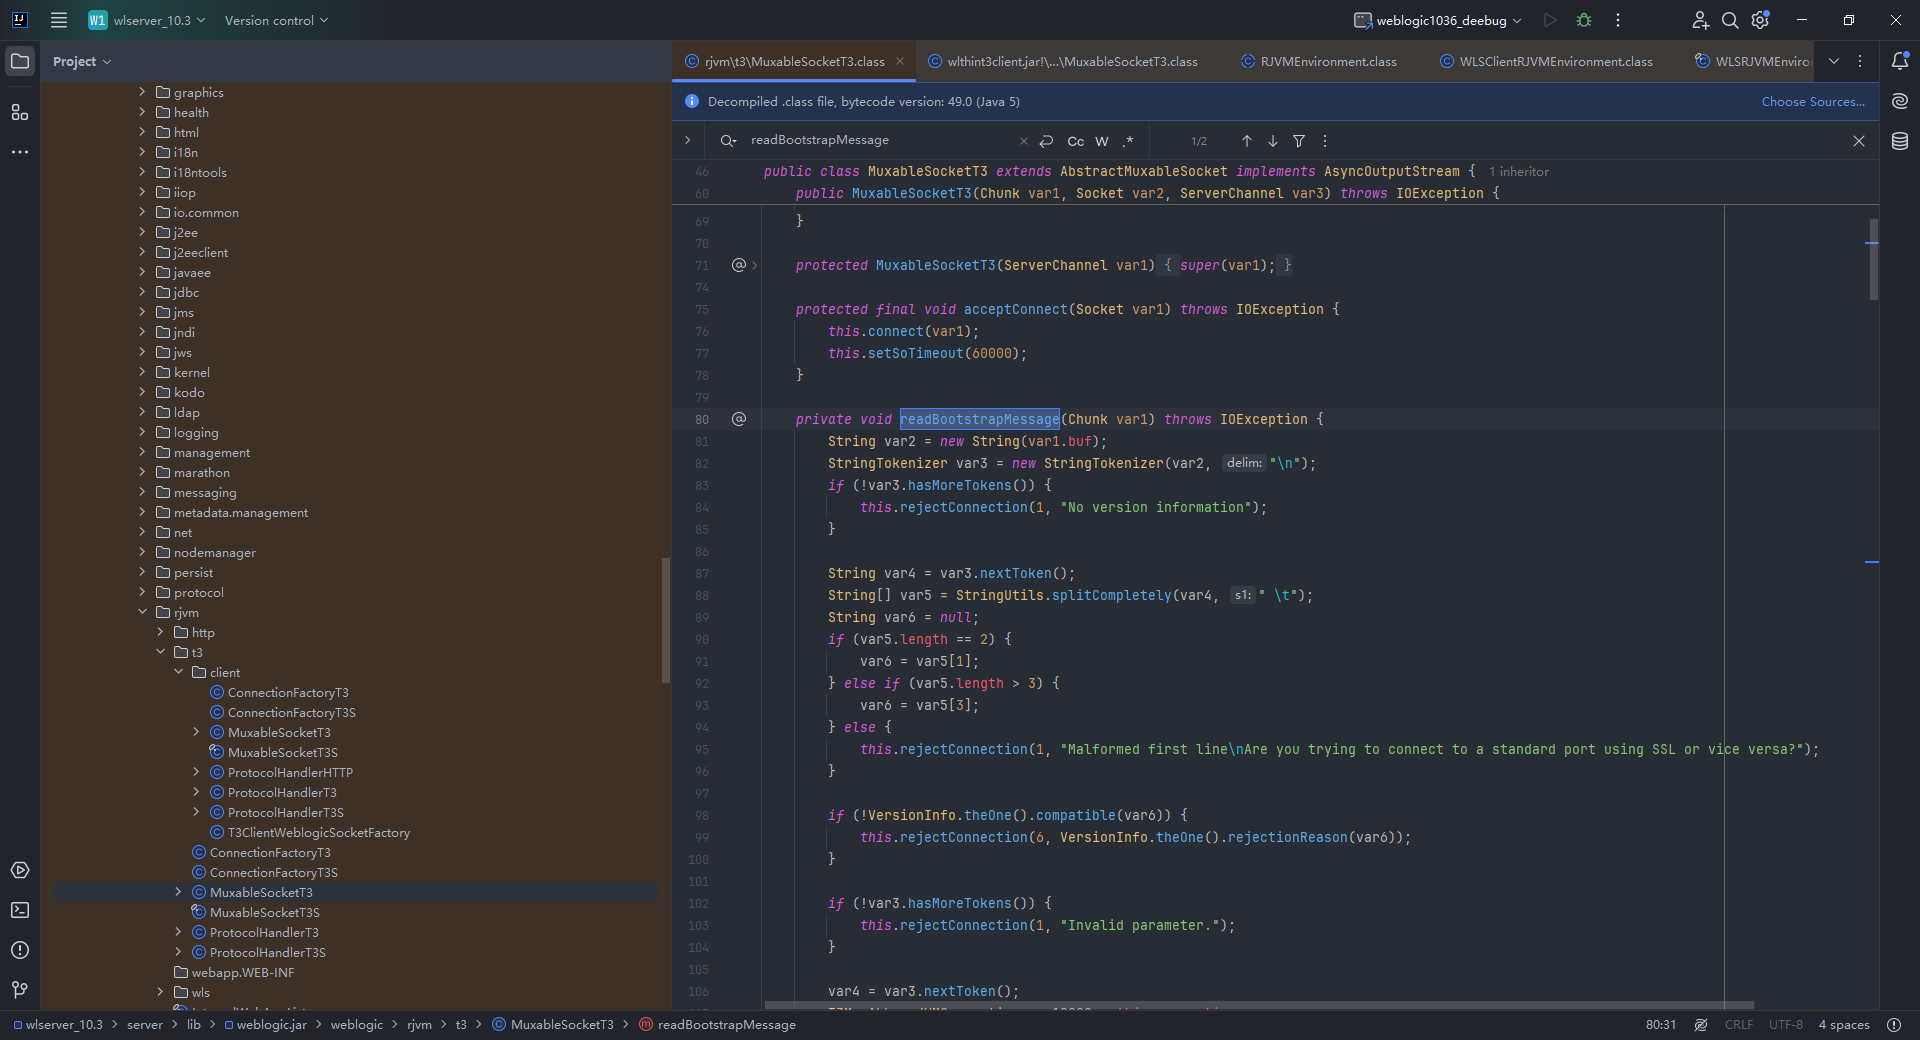 W1 wlserver_10.3 Version control weblogic1036_deebug
Project
graphics
health
html
i18n
i18ntools
iiop
io.common
j2ee
j2eeclient
javaee
jdbc
jms
jndi
jws
kernel
kodo
ldap
logging
management
marathon
messaging
metadata.management
net
nodemanager
persist
protocol
rjvm
http
t3
client
ConnectionFactoryT3
ConnectionFactoryT3S
MuxableSocketT3
MuxableSocketT3S
ProtocolHandlerHTTP
ProtocolHandlerT3
ProtocolHandlerT3S
T3ClientWeblogicSocketFactory
ConnectionFactoryT3
ConnectionFactoryT3S
MuxableSocketT3
MuxableSocketT3S
ProtocolHandlerT3
ProtocolHandlerT3S
webapp.WEB-INF
wls
rjvm\t3\MuxableSocketT3.class wlthint3client.jar!\...\MuxableSocketT3.class RJVMEnvironment.class WLSClientRJVMEnvironment.class WLSRJVMEnviro
Decompiled .class file, bytecode version: 49.0 (Java 5) Choose Sources...
readBootstrapMessage Cc W .* 1/2
46 public class MuxableSocketT3 extends AbstractMuxableSocket implements AsyncOutputStream { 1 inheritor
60 public MuxableSocketT3(Chunk var1, Socket var2, ServerChannel var3) throws IOException {
69 }
70
71 @ protected MuxableSocketT3(ServerChannel var1) { super(var1); }
74
75 protected final void acceptConnect(Socket var1) throws IOException {
76 this.connect(var1);
77 this.setSoTimeout(60000);
78 }
79
80 @ private void readBootstrapMessage(Chunk var1) throws IOException {
81 String var2 = new String(var1.buf);
82 StringTokenizer var3 = new StringTokenizer(var2, delim: "\n");
83 if (!var3.hasMoreTokens()) {
84 this.rejectConnection(1, "No version information");
85 }
86
87 String var4 = var3.nextToken();
88 String[] var5 = StringUtils.splitCompletely(var4, s1: " \t");
89 String var6 = null;
90 if (var5.length == 2) {
91 var6 = var5[1];
92 } else if (var5.length > 3) {
93 var6 = var5[3];
94 } else {
95 this.rejectConnection(1, "Malformed first line\nAre you trying to connect to a standard port using SSL or vice versa?");
96 }
97
98 if (!VersionInfo.theOne().compatible(var6)) {
99 this.rejectConnection(6, VersionInfo.theOne().rejectionReason(var6));
100 }
101
102 if (!var3.hasMoreTokens()) {
103 this.rejectConnection(1, "Invalid parameter.");
104 }
105
106 var4 = var3.nextToken();
wlserver_10.3 server lib weblogic.jar weblogic rjvm t3 MuxableSocketT3 readBootstrapMessage 80:31 CRLF UTF-8 4 spaces